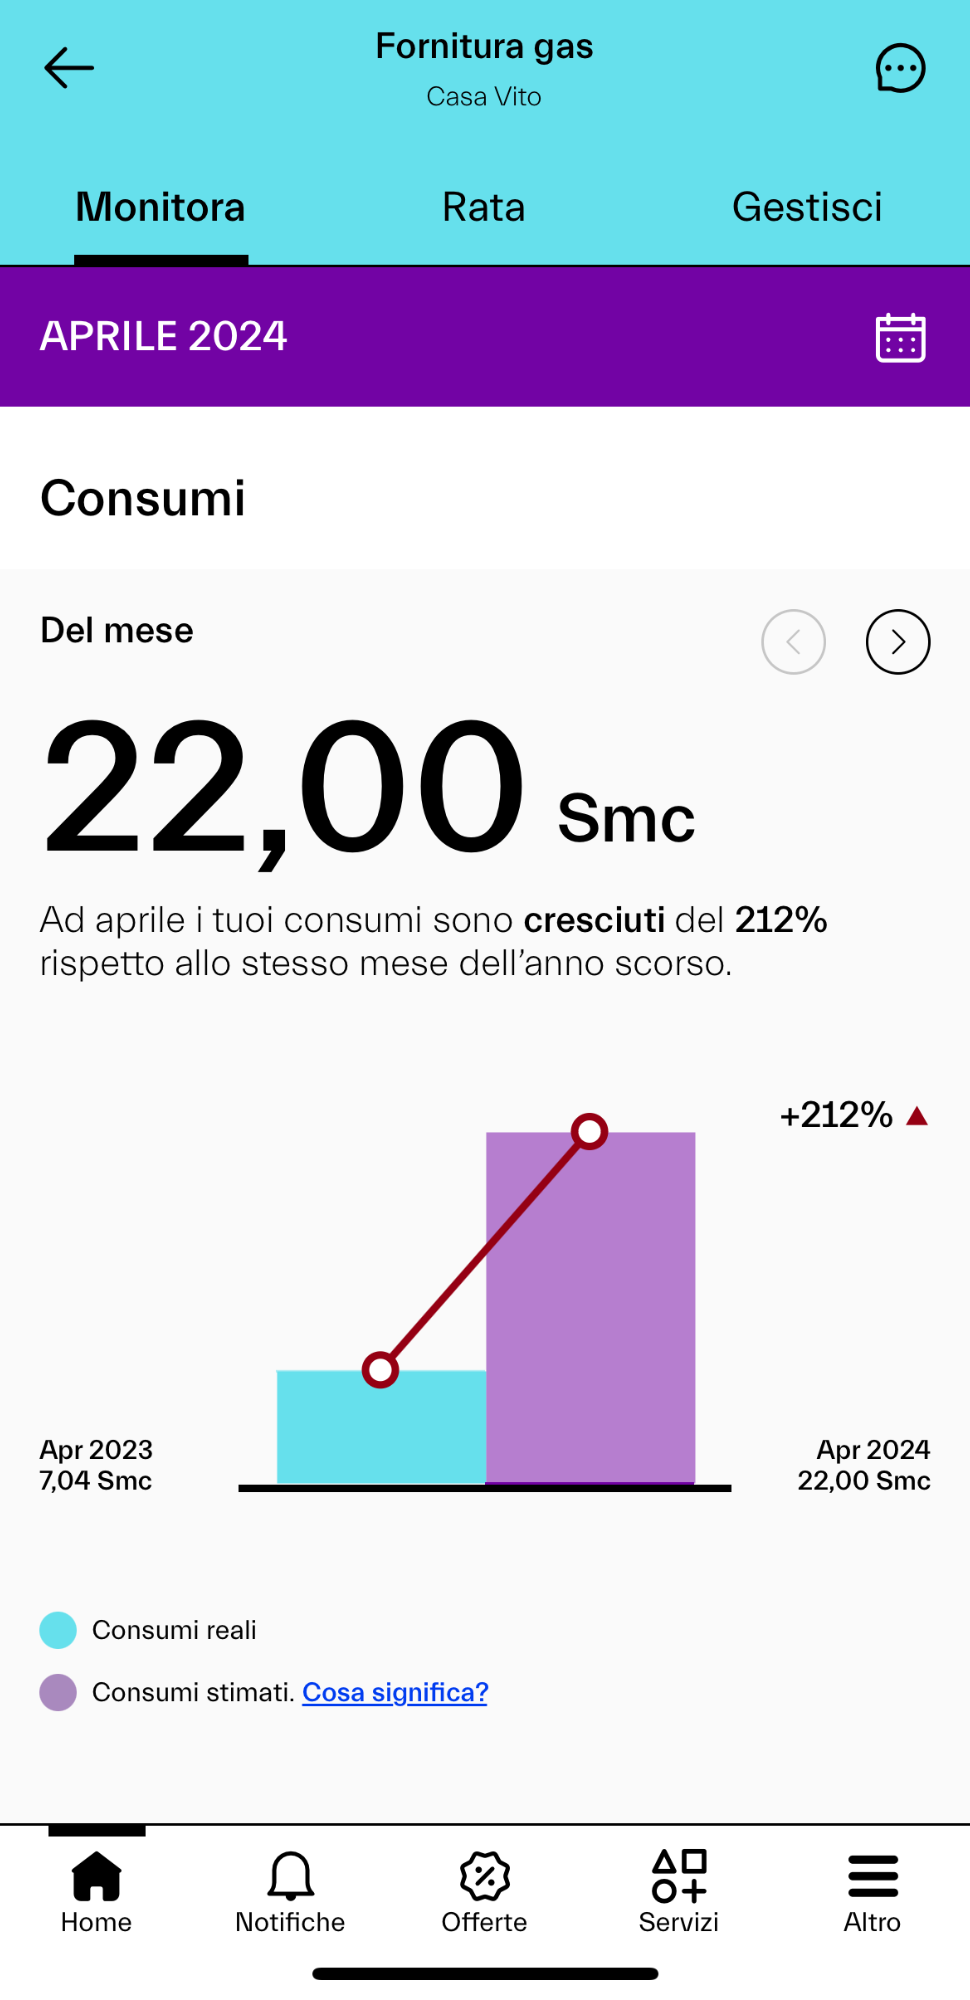 Fornitura gas
Casa Vito
Monitora
Rata
Gestisci
APRILE 2024
Consumi
Del mese
22,00 Smc
Ad aprile i tuoi consumi sono cresciuti del 212%
rispetto allo stesso mese dell’anno scorso.
+212%
Apr 2023
7,04 Smc
Apr 2024
22,00 Smc
Consumi reali
Consumi stimati. Cosa significa?
Home
Notifiche
Offerte
Servizi
Altro